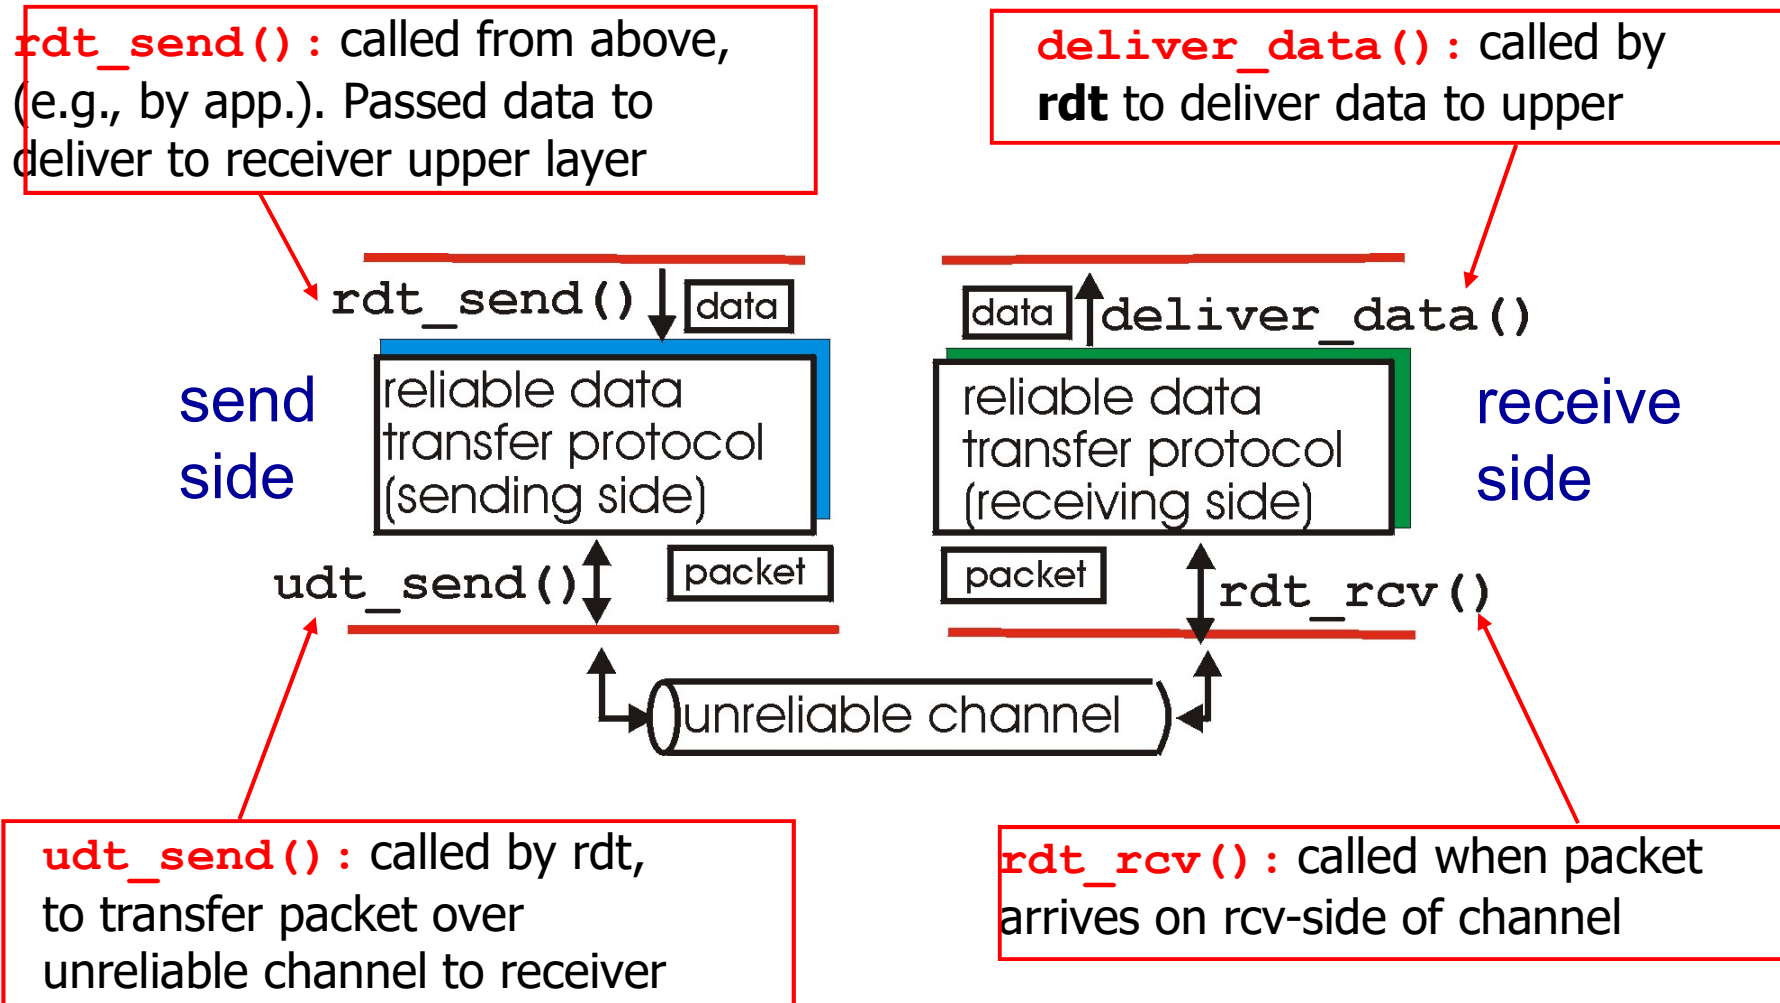 rdt_send(): called from above,
(e.g., by app.). Passed data to
deliver to receiver upper layer
deliver_data(): called by
rdt to deliver data to upper
rdt_send()
data
data
deliver_data()
send
side
reliable data
transfer protocol
(sending side)
reliable data
transfer protocol
(receiving side)
receive
side
udt_send()
packet
packet
rdt_rcv()
unreliable channel
udt_send(): called by rdt,
to transfer packet over
unreliable channel to receiver
rdt_rcv(): called when packet
arrives on rcv-side of channel